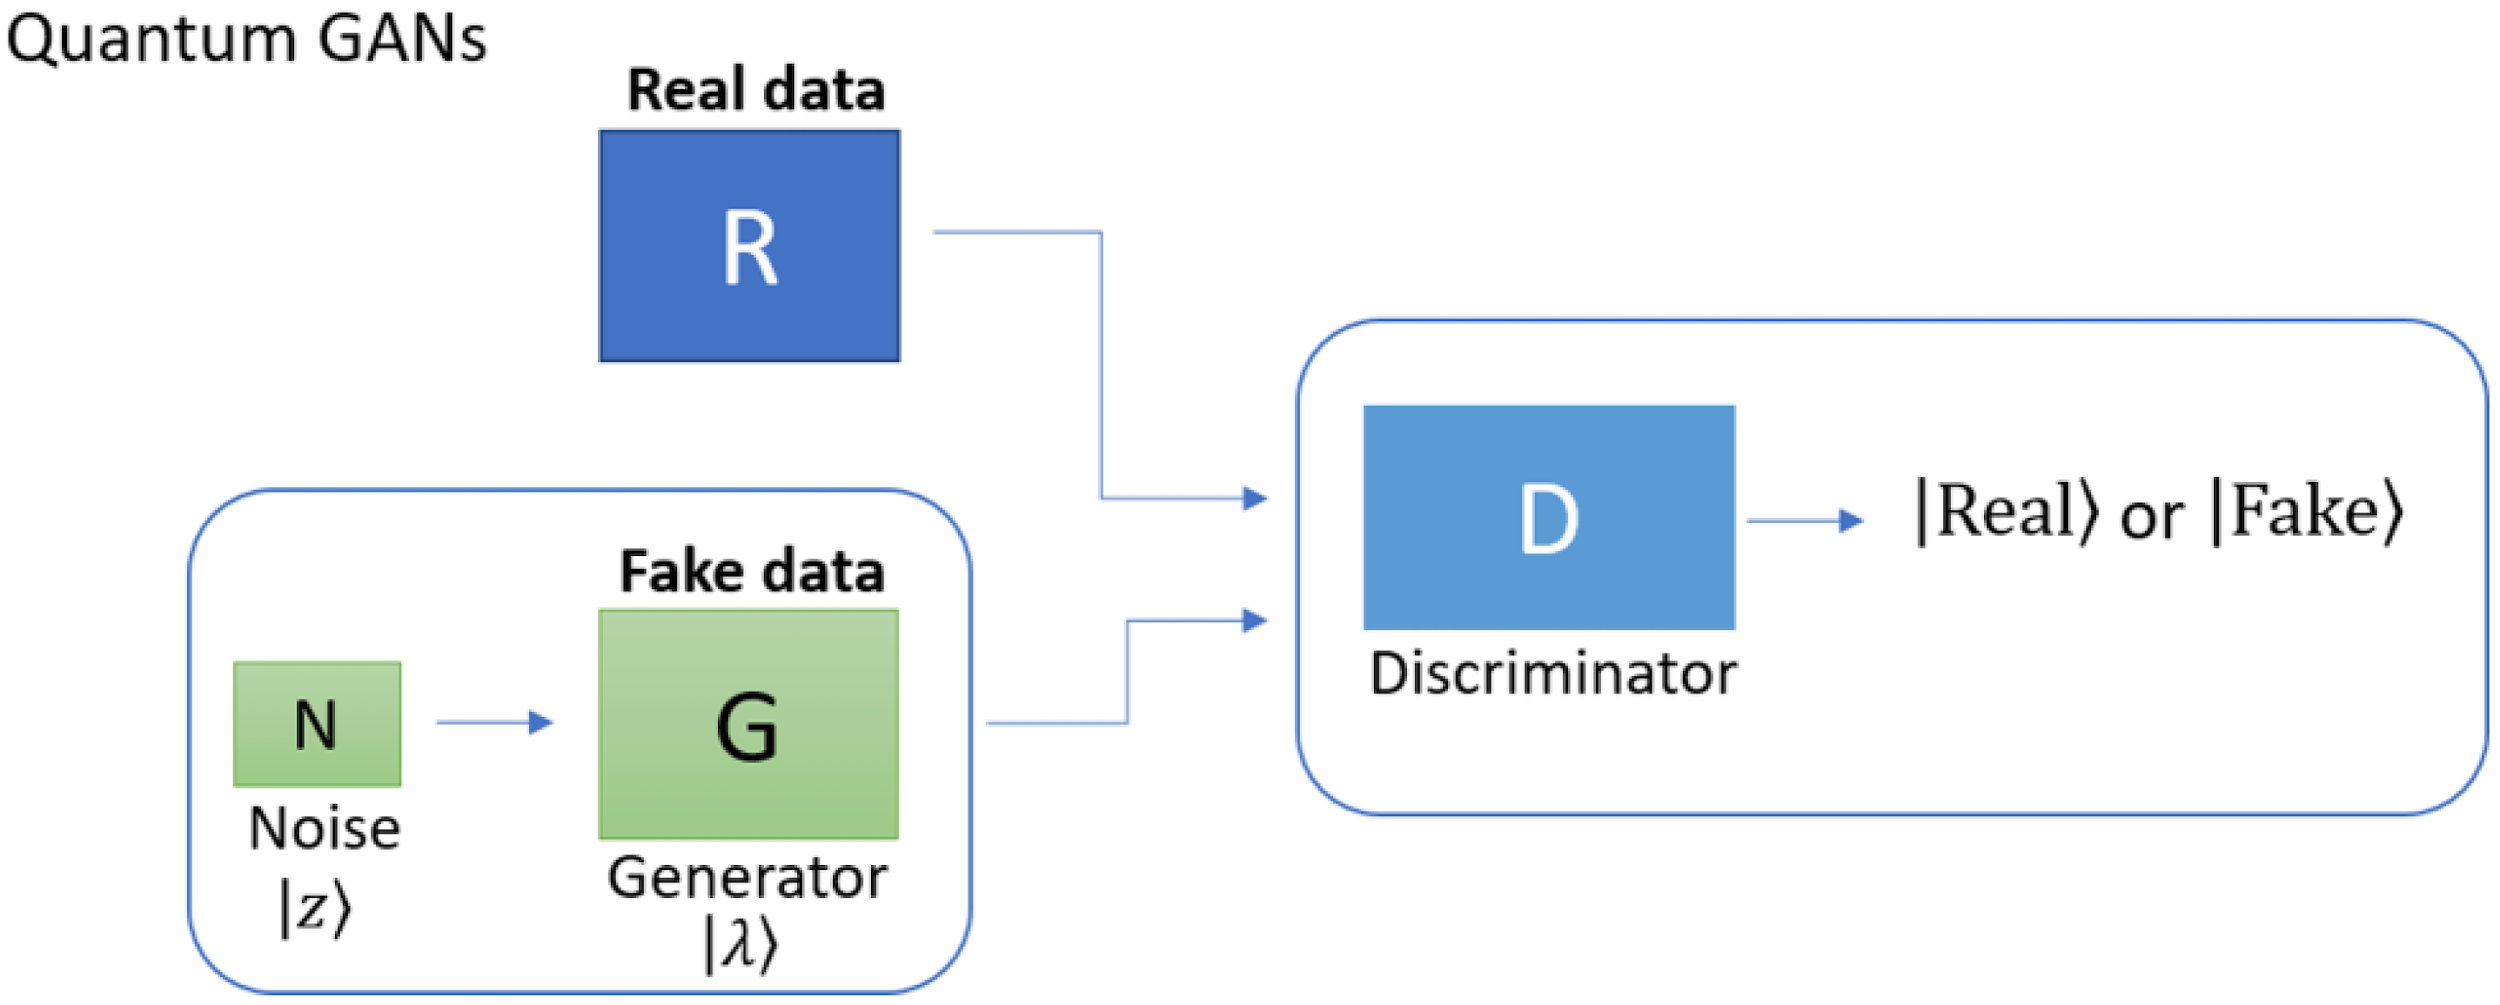 Quantum GANs
Real data
R
Fake data
N
Noise
|z⟩
G
Generator
|λ⟩
D
Discriminator
|Real⟩ or |Fake⟩